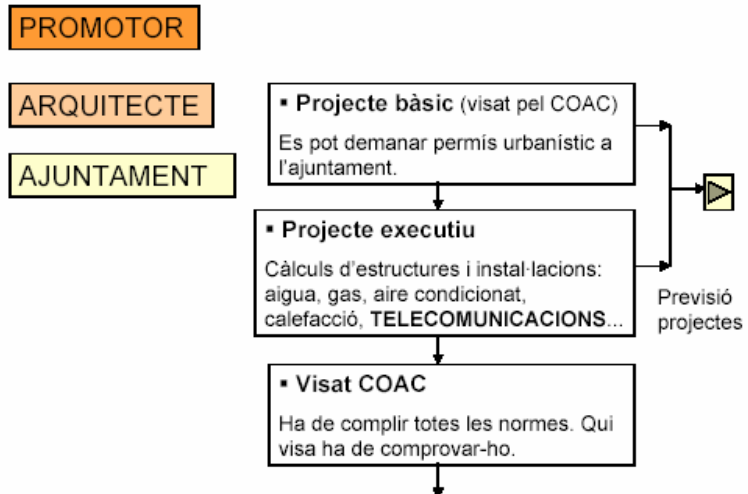 PROMOTOR
ARQUITECTE
AJUNTAMENT
▪ Projecte bàsic (visat pel COAC)
Es pot demanar permís urbanístic a
l'ajuntament.
▪ Projecte executiu
Càlculs d'estructures i instal·lacions:
aigua, gas, aire condicionat,
calefacció, TELECOMUNICACIONS...
Previsió
projectes
▪ Visat COAC
Ha de complir totes les normes. Qui
visa ha de comprovar-ho.